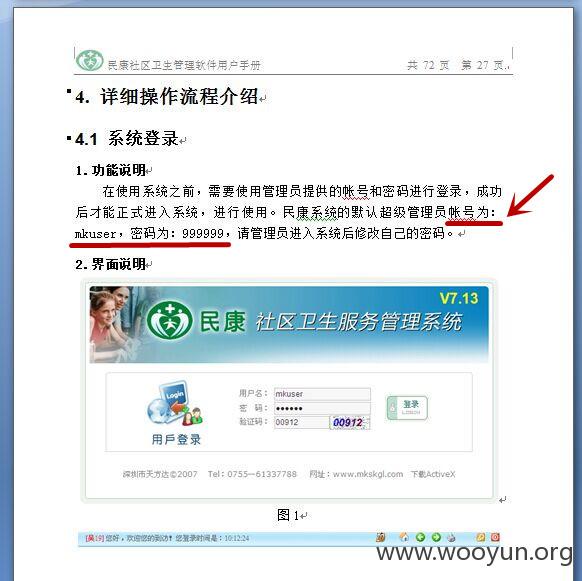 民康社区卫生管理软件用户手册 共 72 页 第 27 页
4. 详细操作流程介绍
4.1 系统登录
1.功能说明
在使用系统之前，需要使用管理员提供的帐号和密码进行登录，成功
后才能正式进入系统，进行使用。民康系统的默认超级管理员帐为：
mkuser，密码为：999999，请管理员进入系统后修改自己的密码。
2.界面说明
V7.13
民康 社区卫生服务管理系统
Login
用户名： mkuser
密 码： ●●●●●●
验证码： 00912 00912
登录
LOGIN
用戶登录
深圳市天方达©2007 Tel：0755—61337788 网址：www.mkskgl.com 下载ActiveX
图 1
[吴19] 您好，欢迎您的到访！您登录时间是：10:12:24
www.wooyun.org